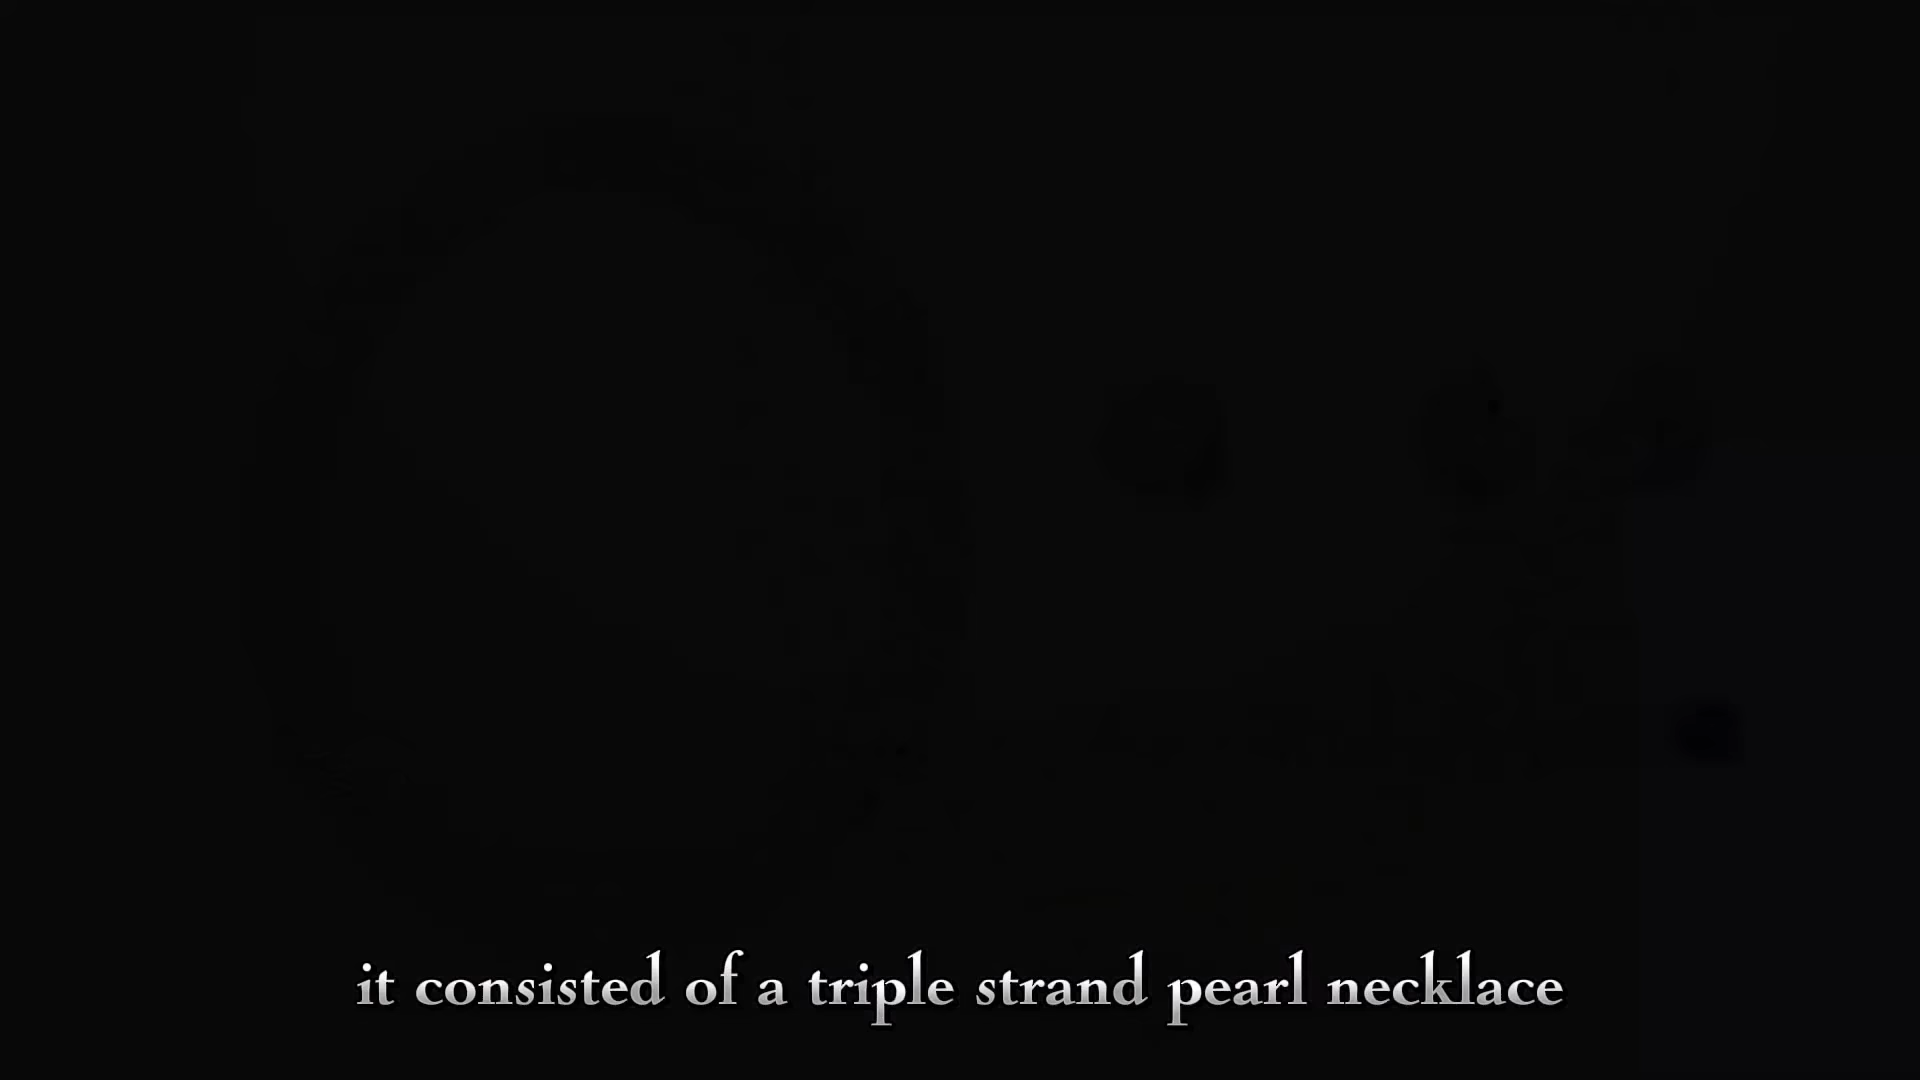 it consisted of a triple strand pearl necklace